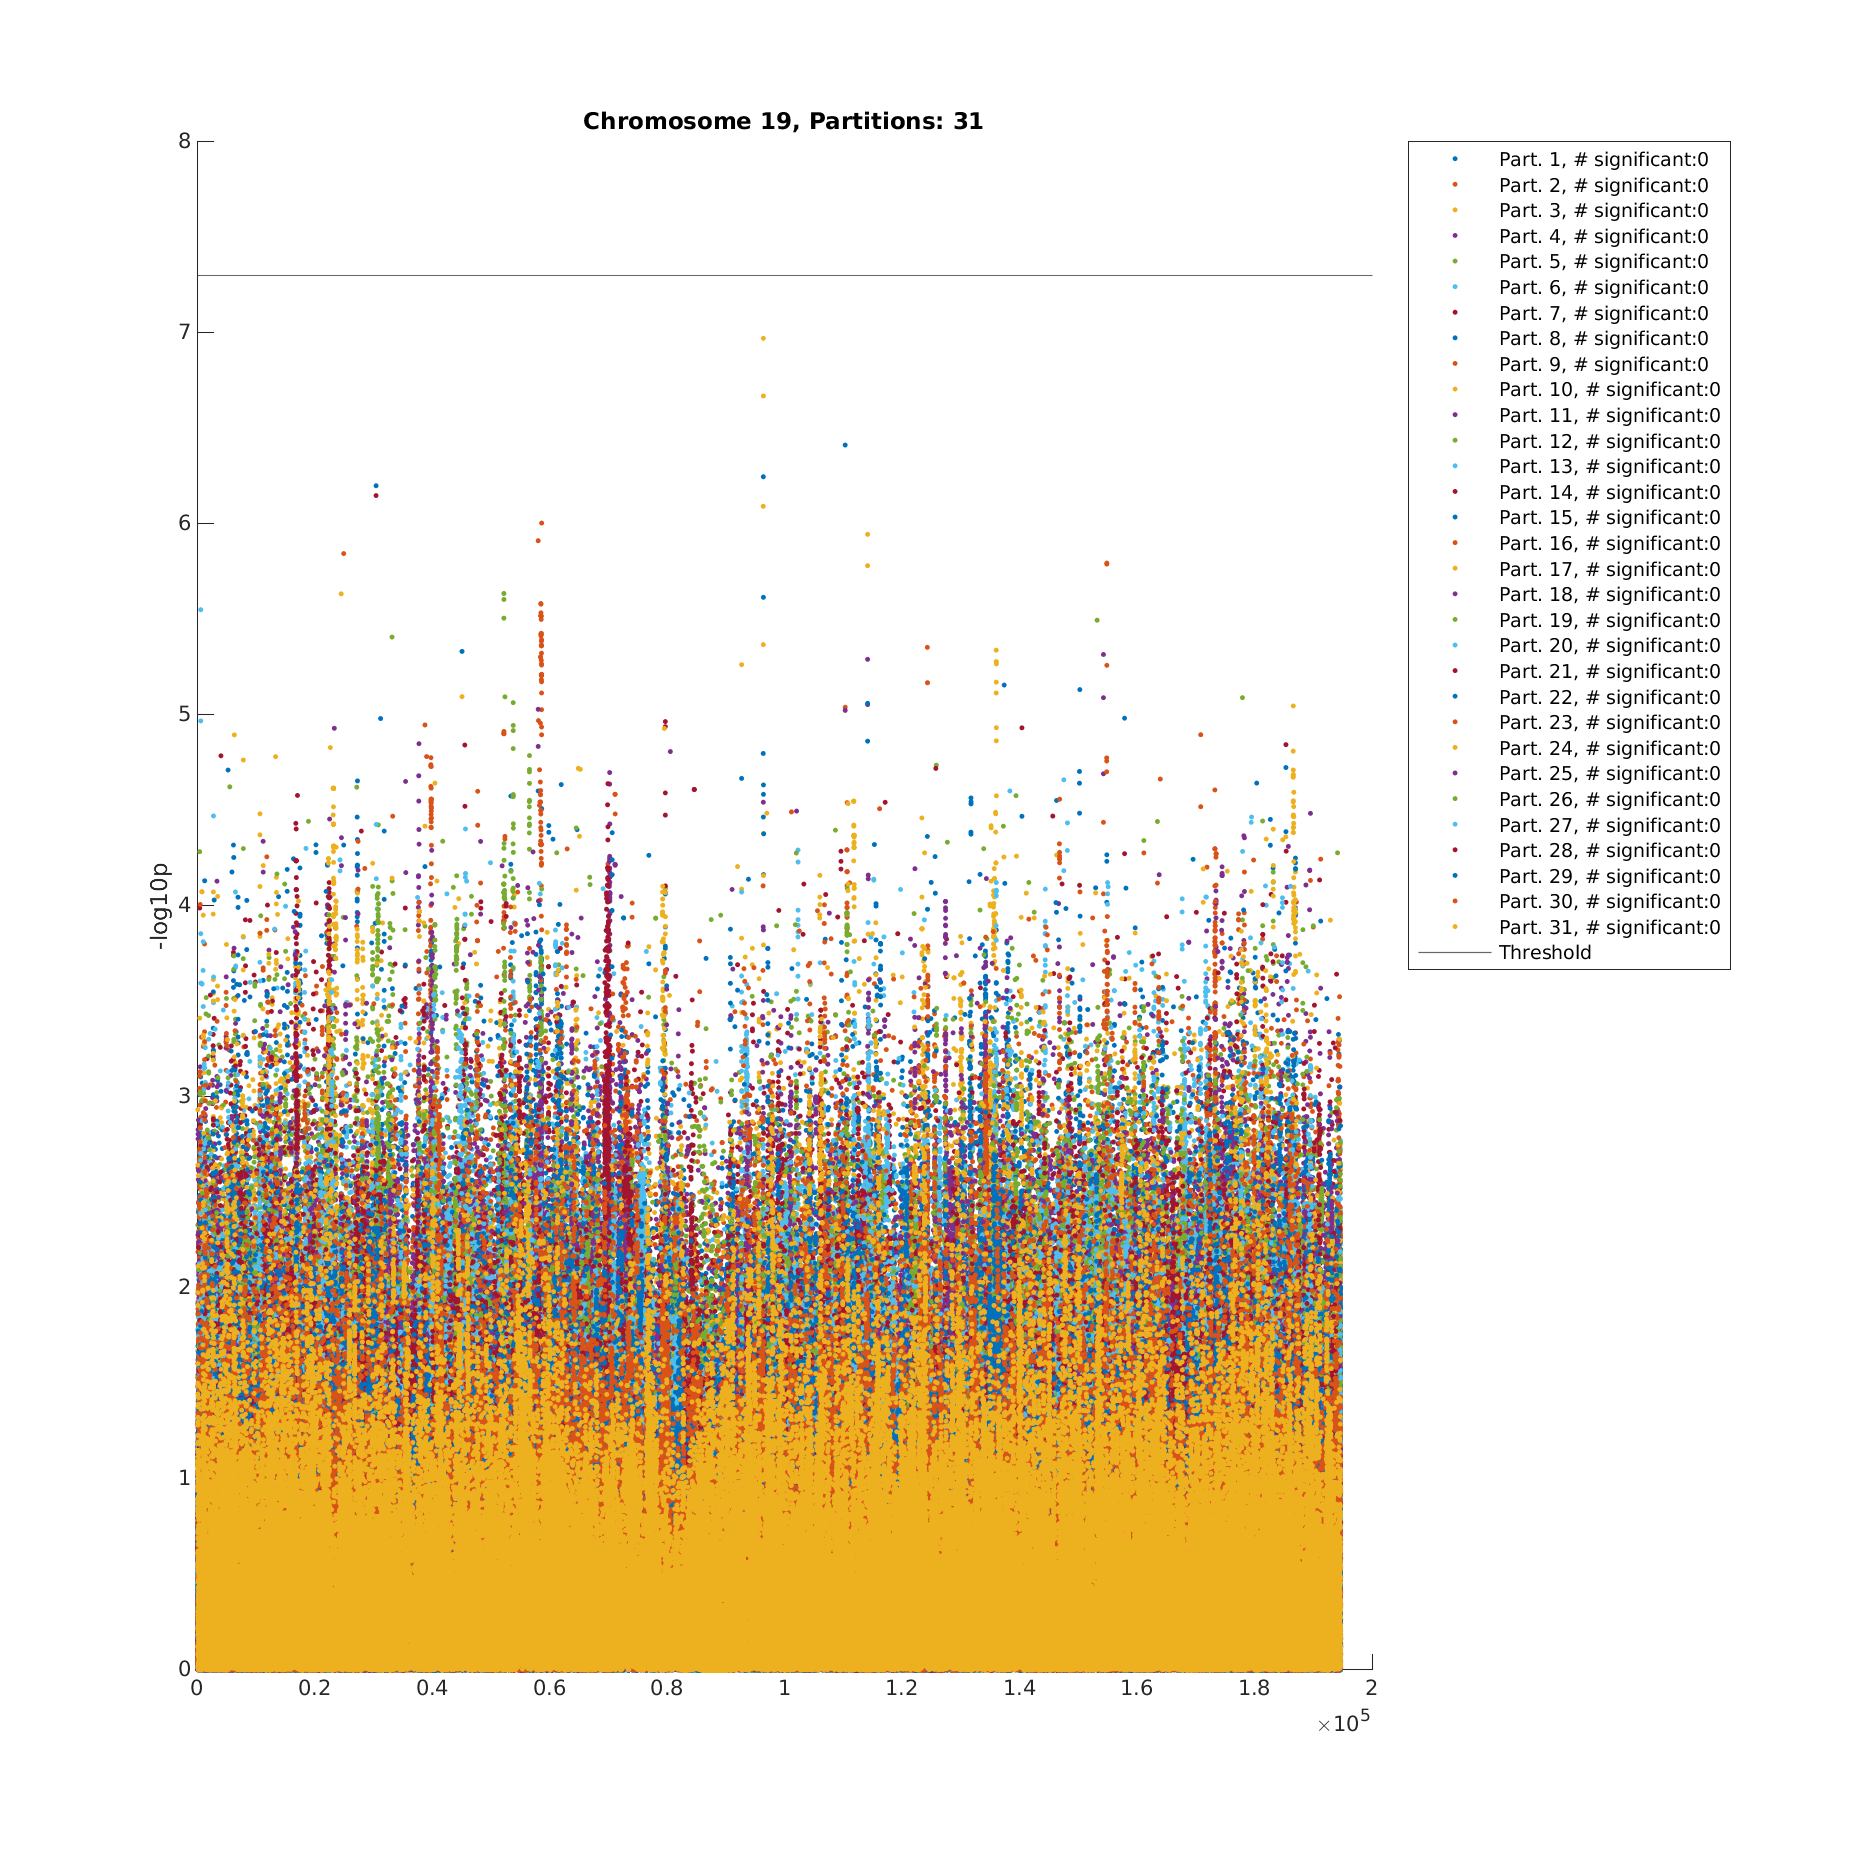 Chromosome 19, Partitions: 31
8
7
6
5
4
3
2
1
0
-log10p
0 0.2 0.4 0.6 0.8 1 1.2 1.4 1.6 1.8 2
×10^5
Part. 1, # significant:0
Part. 2, # significant:0
Part. 3, # significant:0
Part. 4, # significant:0
Part. 5, # significant:0
Part. 6, # significant:0
Part. 7, # significant:0
Part. 8, # significant:0
Part. 9, # significant:0
Part. 10, # significant:0
Part. 11, # significant:0
Part. 12, # significant:0
Part. 13, # significant:0
Part. 14, # significant:0
Part. 15, # significant:0
Part. 16, # significant:0
Part. 17, # significant:0
Part. 18, # significant:0
Part. 19, # significant:0
Part. 20, # significant:0
Part. 21, # significant:0
Part. 22, # significant:0
Part. 23, # significant:0
Part. 24, # significant:0
Part. 25, # significant:0
Part. 26, # significant:0
Part. 27, # significant:0
Part. 28, # significant:0
Part. 29, # significant:0
Part. 30, # significant:0
Part. 31, # significant:0
Threshold